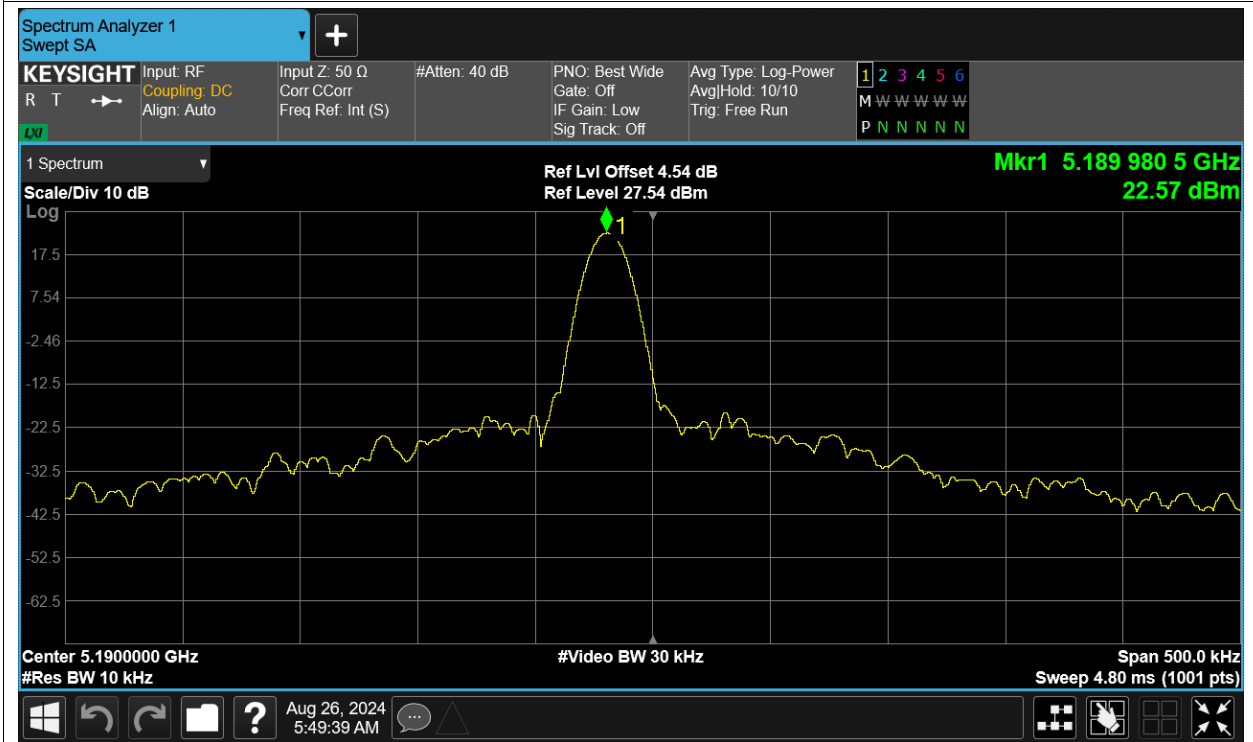 Spectrum Analyzer 1
Swept SA
+
KEYSIGHT
R T
LXI
Input: RF
Coupling: DC
Align: Auto
Input Z: 50 Ω
Corr CCorr
Freq Ref: Int (S)
#Atten: 40 dB
PNO: Best Wide
Gate: Off
IF Gain: Low
Sig Track: Off
Avg Type: Log-Power
Avg|Hold: 10/10
Trig: Free Run
1 2 3 4 5 6
M W W W W W
P N N N N N
1 Spectrum
Scale/Div 10 dB
Log
Ref Lvl Offset 4.54 dB
Ref Level 27.54 dBm
Mkr1 5.189 980 5 GHz
22.57 dBm
1
17.5
7.54
-2.46
-12.5
-22.5
-32.5
-42.5
-52.5
-62.5
Center 5.1900000 GHz
#Res BW 10 kHz
#Video BW 30 kHz
Span 500.0 kHz
Sweep 4.80 ms (1001 pts)
?
Aug 26, 2024
5:49:39 AM